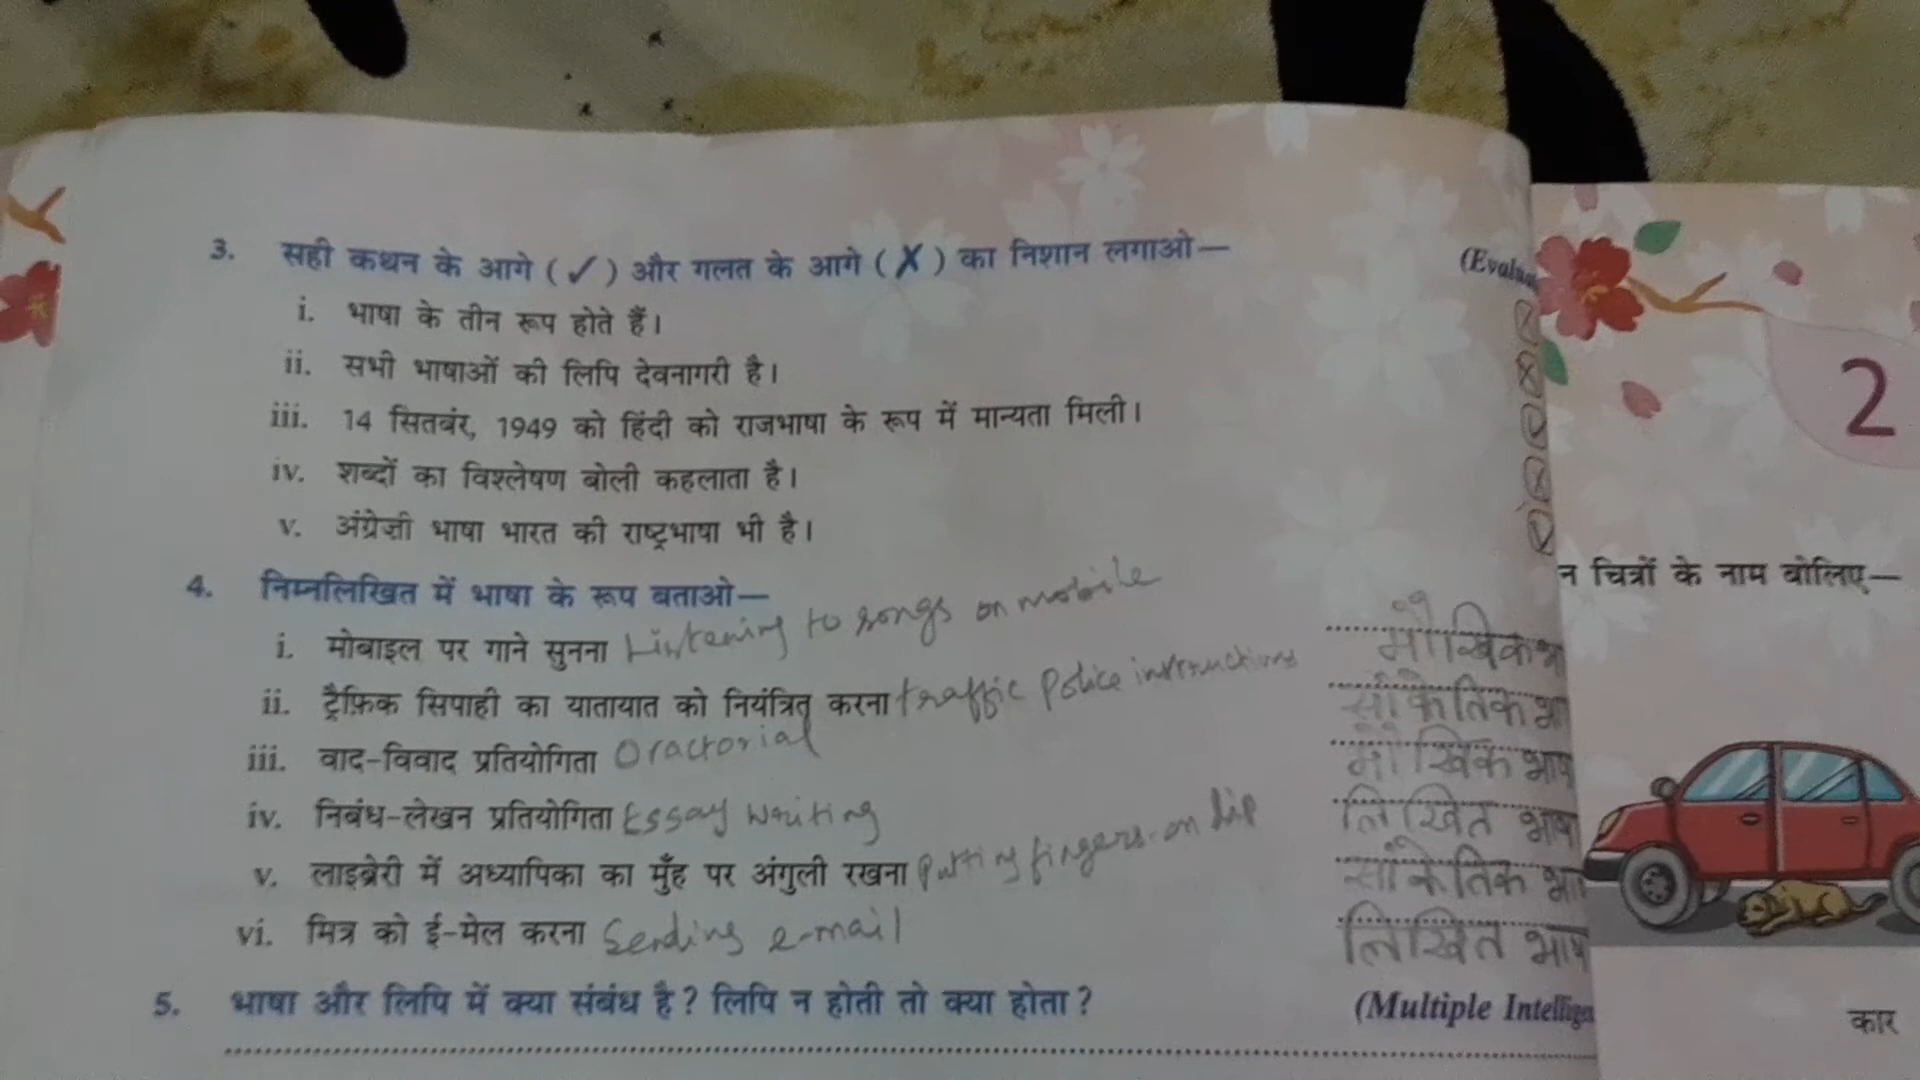 3. सही कथन के आगे (✓) और गलत के आगे (✗) का निशान लगाओ—
i. भाषा के तीन रूप होते हैं।
ii. सभी भाषाओं की लिपि देवनागरी है।
iii. 14 सितबंर, 1949 को हिंदी को राजभाषा के रूप में मान्यता मिली।
iv. शब्दों का विश्लेषण बोली कहलाता है।
v. अंग्रेज़ी भाषा भारत की राष्ट्रभाषा भी है।
4. निम्नलिखित में भाषा के रूप बताओ—
i. मोबाइल पर गाने सुनना Listening to songs on mobile मौखिक
ii. ट्रैफ़िक सिपाही का यातायात को नियंत्रित करना traffic police instructions सांकेतिक
iii. वाद-विवाद प्रतियोगिता Oractorial मौखिक भाष
iv. निबंध-लेखन प्रतियोगिता Essay Writing लिखित भाष
v. लाइब्रेरी में अध्यापिका का मुँह पर अंगुली रखना putting fingers on lip सांकेतिक भा
vi. मित्र को ई-मेल करना Sending e-mail लिखित भाष
5. भाषा और लिपि में क्या संबंध है? लिपि न होती तो क्या होता? (Multiple
2
चित्रों के नाम बोलिए—
कार